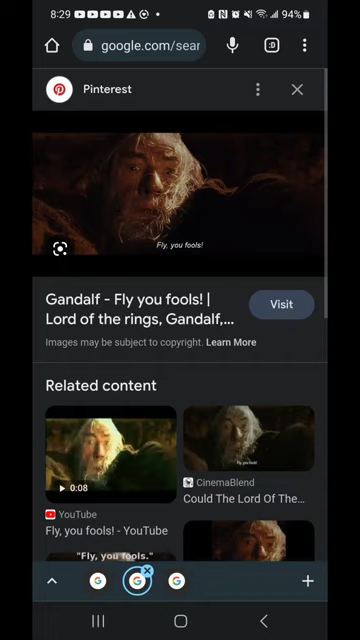 8:29
94%
google.com/sear
:D
Pinterest
Fly, you fools!
Gandalf - Fly you fools! |
Lord of the rings, Gandalf,...
Visit
Images may be subject to copyright. Learn More
Related content
0:08
Fly, you fools!
YouTube
Fly, you fools! - YouTube
CinemaBlend
Could The Lord Of The...
"Fly, you fools."